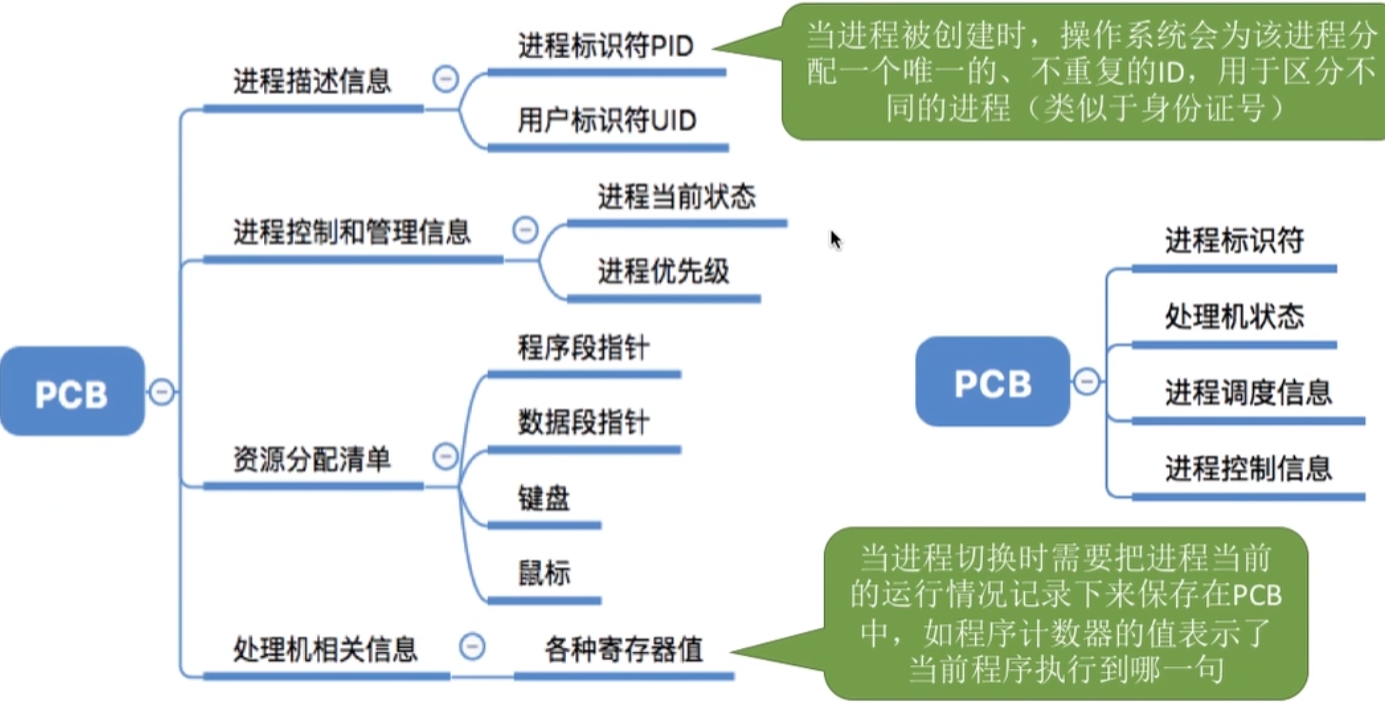 进程标识符PID
进程描述信息
用户标识符UID
当进程被创建时，操作系统会为该进程分
配一个唯一的、不重复的ID，用于区分不
同的进程（类似于身份证号）
进程当前状态
进程控制和管理信息
进程优先级
PCB
程序段指针
数据段指针
资源分配清单
键盘
鼠标
处理机相关信息
各种寄存器值
当进程切换时需要把进程当前
的运行情况记录下来保存在PCB
中，如程序计数器的值表示了
当前程序执行到哪一句
PCB
进程标识符
处理机状态
进程调度信息
进程控制信息